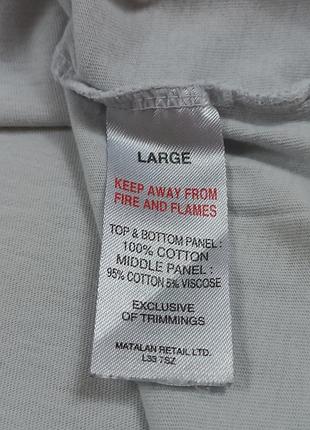 LARGE
KEEP AWAY FROM
FIRE AND FLAMES
TOP & BOTTOM PANEL :
100% COTTON
MIDDLE PANEL :
95% COTTON 5% VISCOSE
EXCLUSIVE
OF TRIMMINGS
MATALAN RETAIL LTD.
L33 7SZ